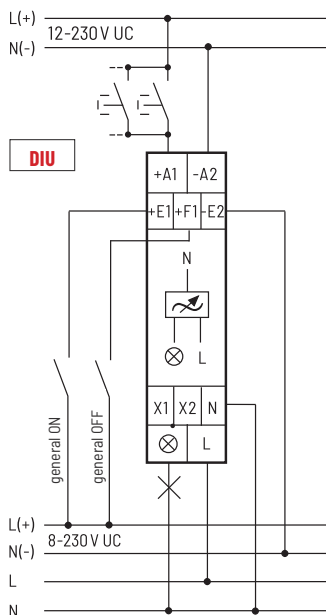 L(+)
12-230 V UC
N(-)
DIU
+A1 -A2
+E1 +F1 -E2
N
L
X1 X2 N
L
general ON
general OFF
L(+)
8-230 V UC
N(-)
L
N